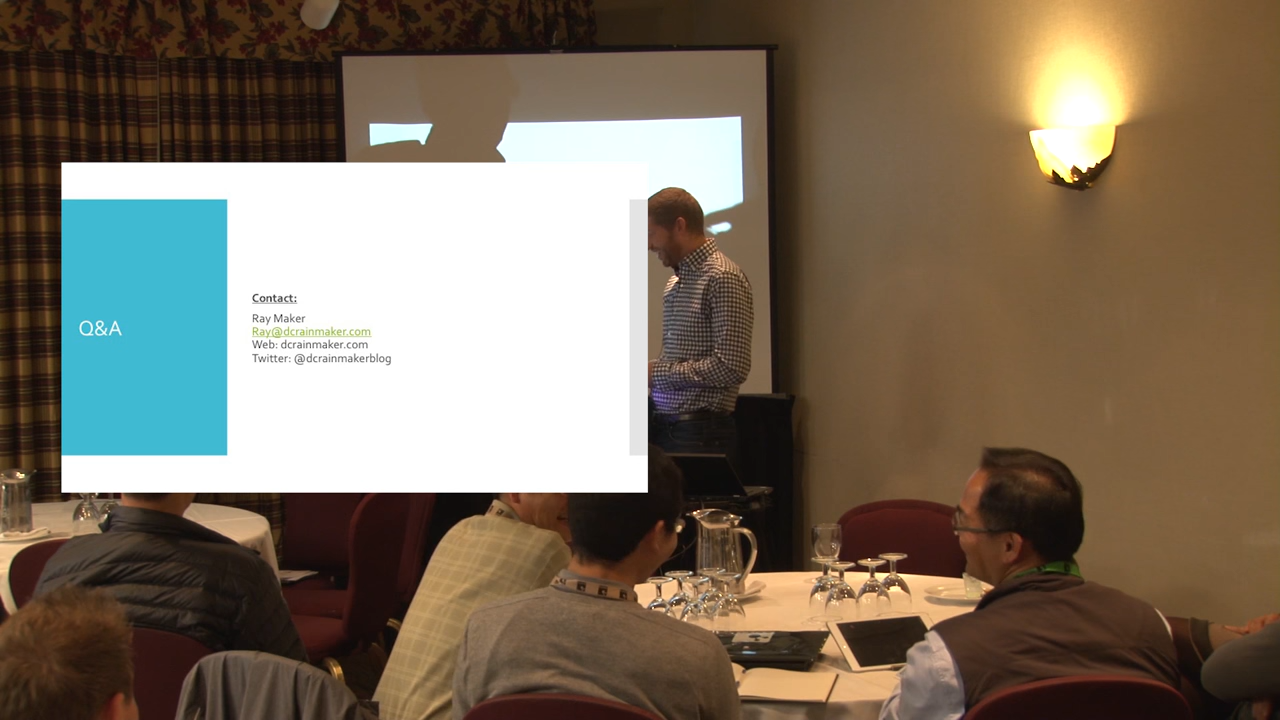 Q&A
Contact:
Ray Maker
Ray@dcrainmaker.com
Web: dcrainmaker.com
Twitter: @dcrainmakerblog